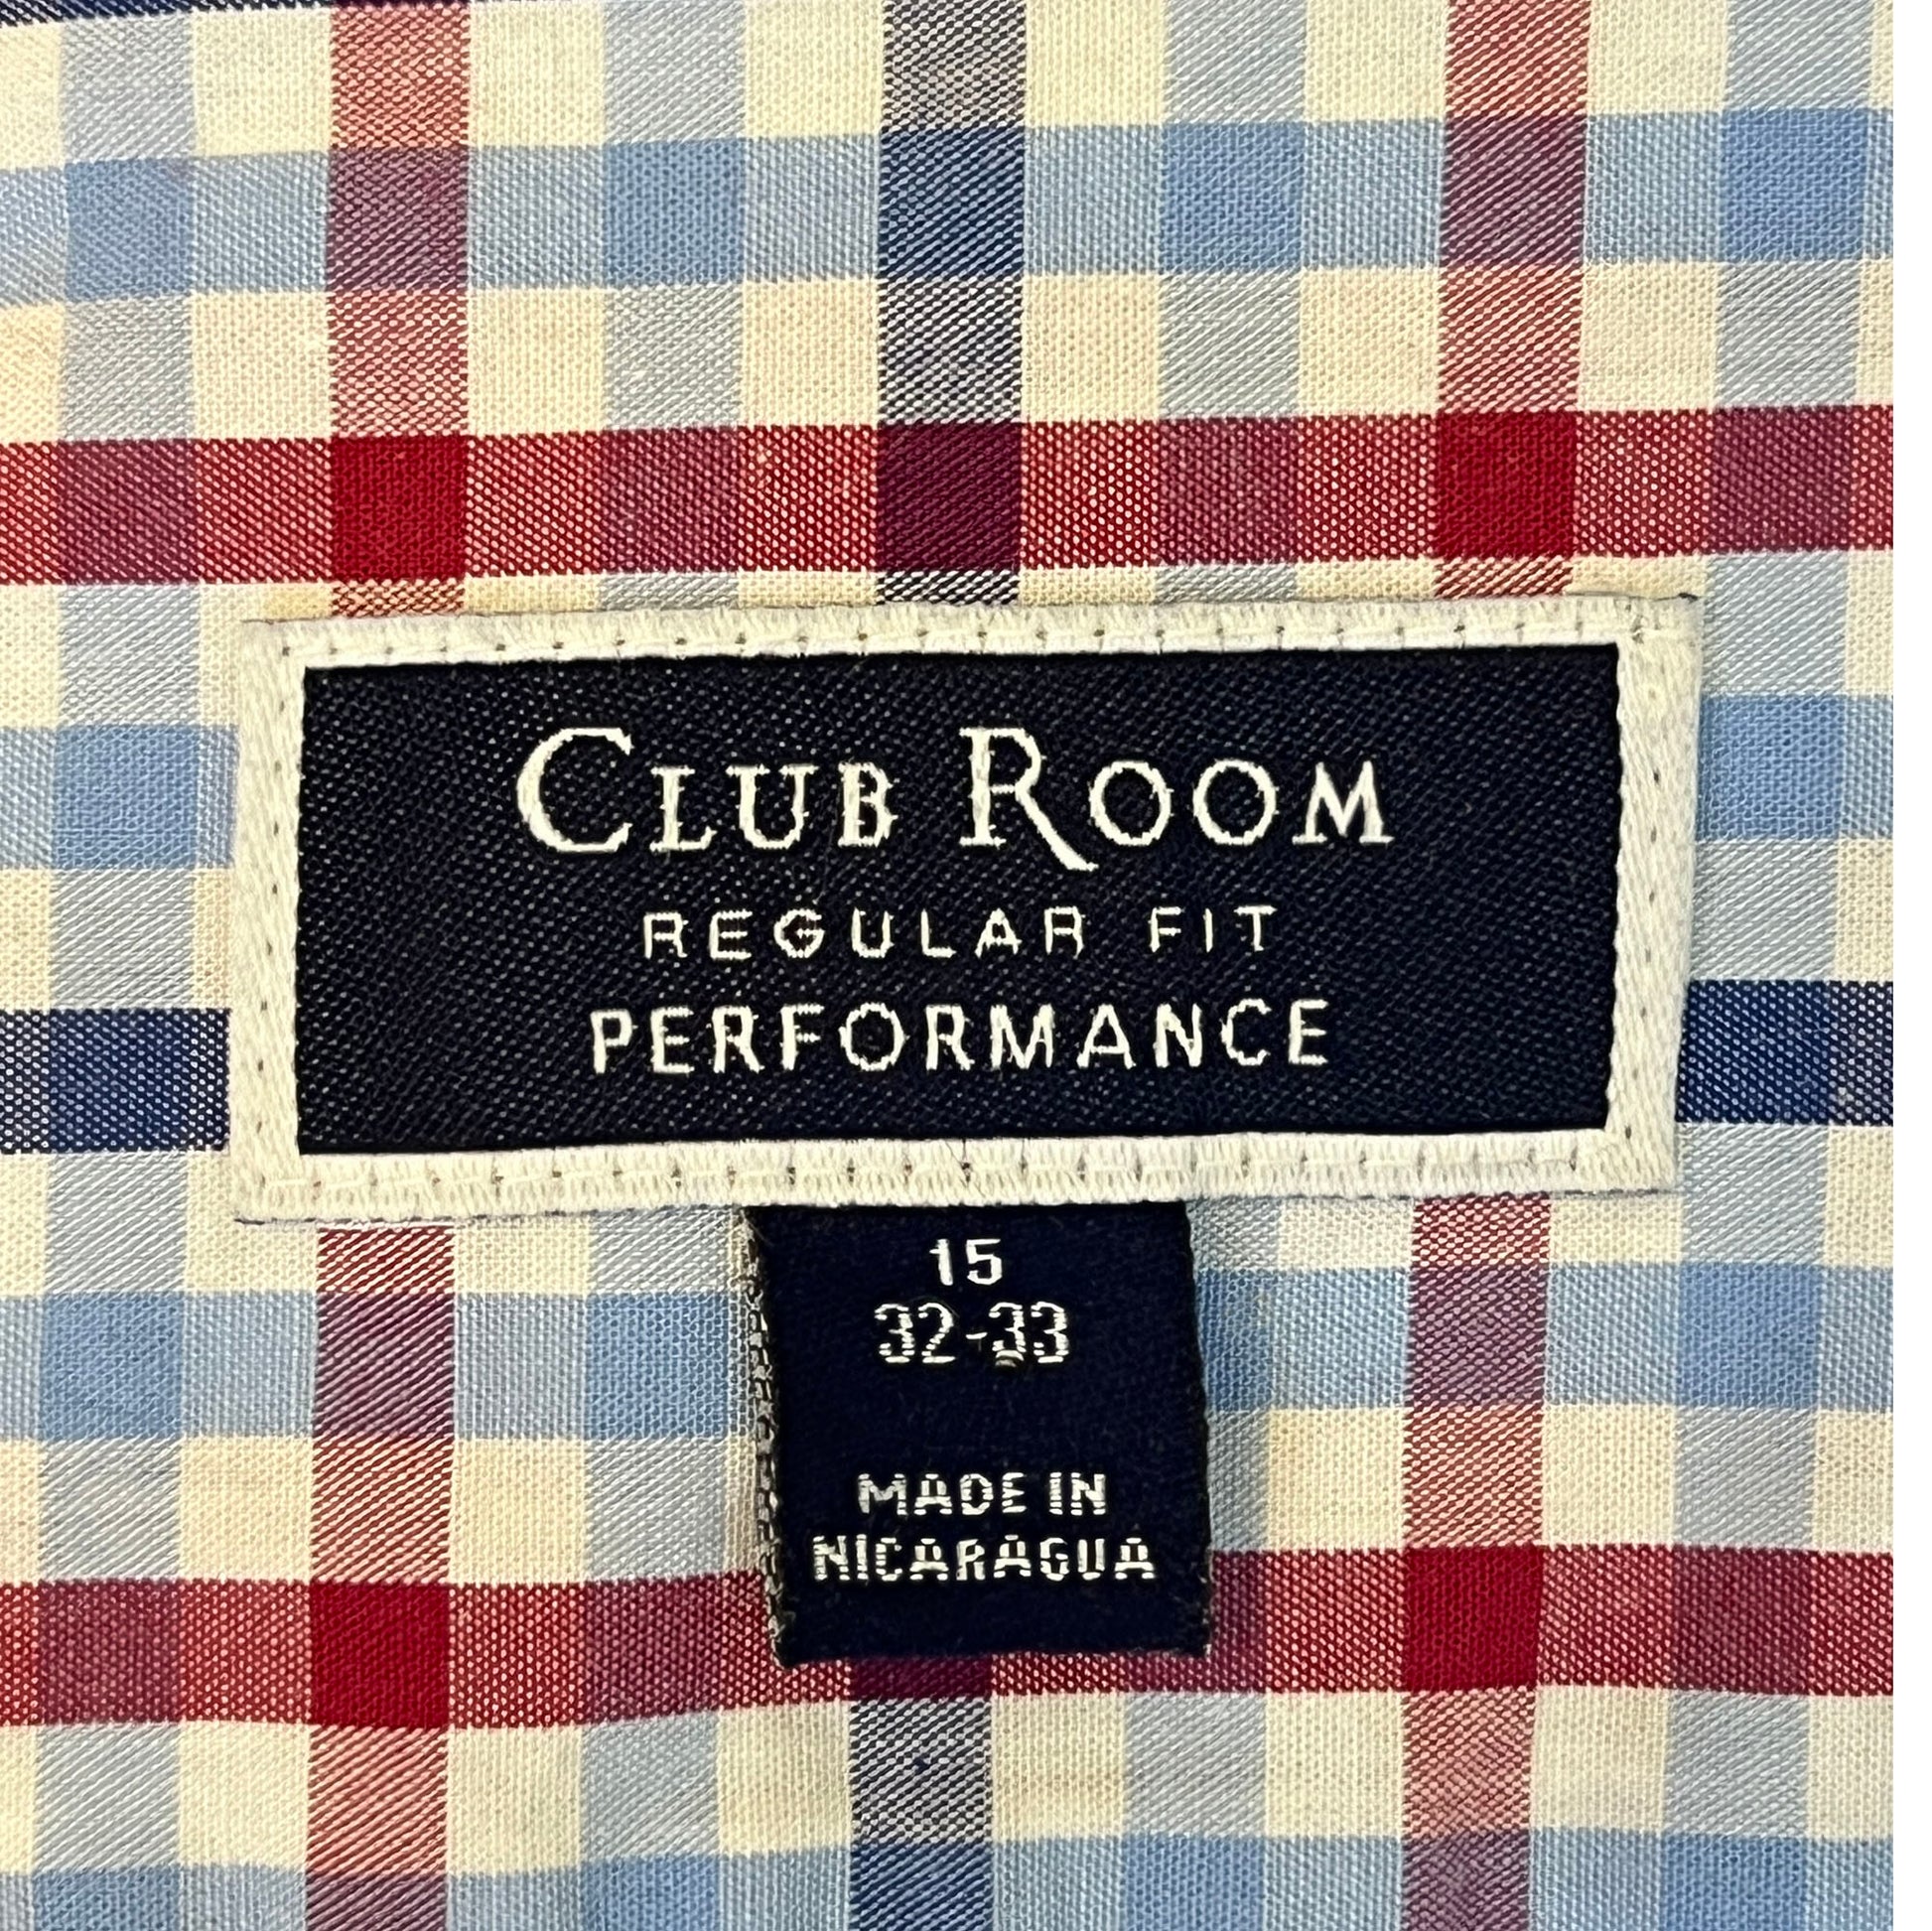 CLUB ROOM
REGULAR FIT
PERFORMANCE
15
32-33
MADE IN
NICARAGUA